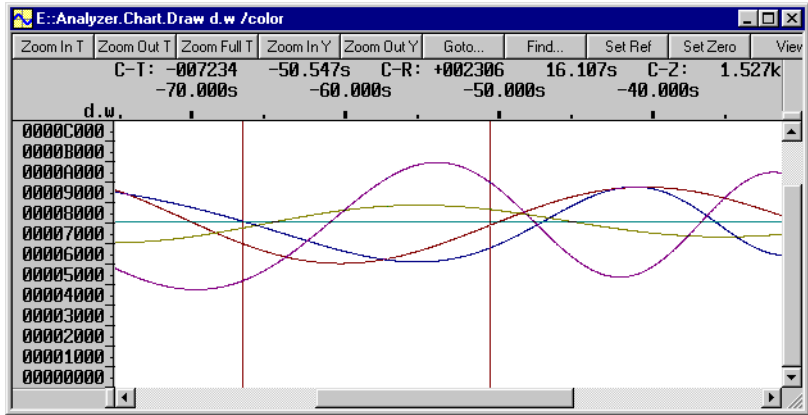 E::Analyzer.Chart.Draw d.w /color
Zoom In T Zoom Out T Zoom Full T Zoom In Y Zoom Out Y Goto... Find... Set Ref Set Zero View
C-T: -007234 -50.547s C-R: +002306 16.107s C-Z: 1.527k
-70.000s -60.000s -50.000s -40.000s
d.w
0000C000
0000B000
0000A000
00009000
00008000
00007000
00006000
00005000
00004000
00003000
00002000
00001000
00000000